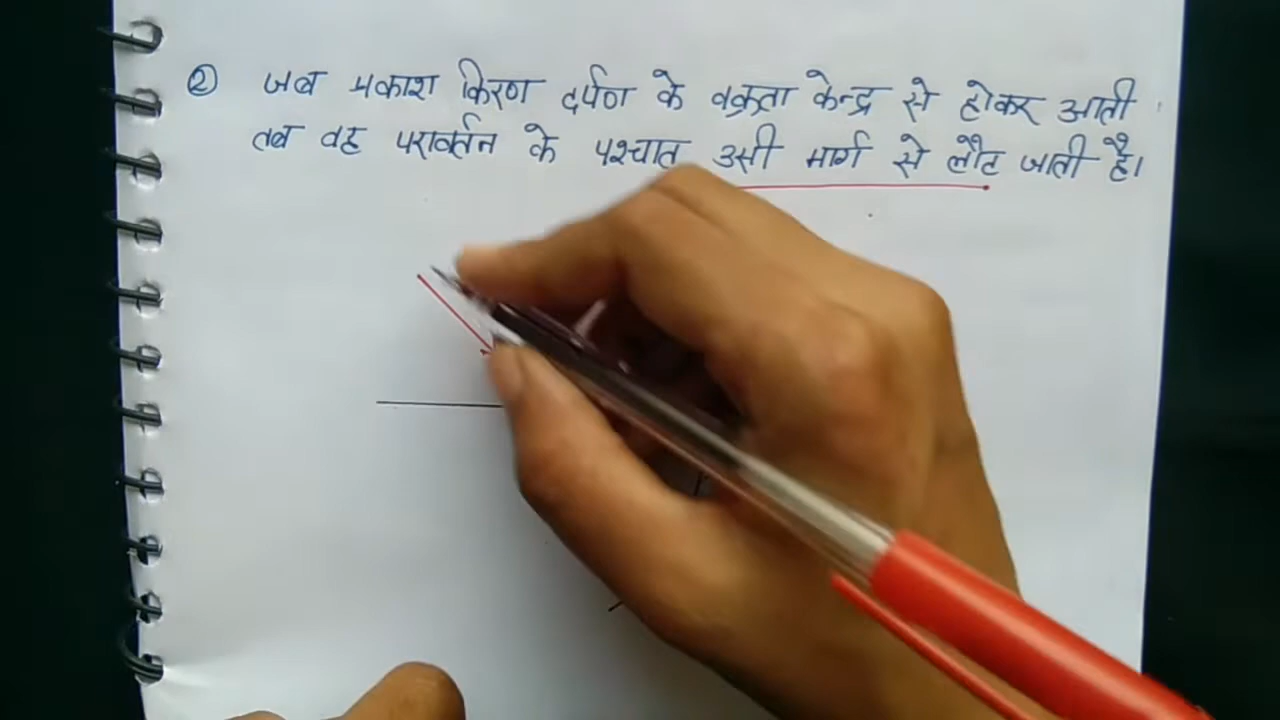 ② जब प्रकाश किरण दर्पण के वक्रता केन्द्र से होकर आती
तब वह परावर्तन के पश्चात उसी मार्ग से लौट जाती है।